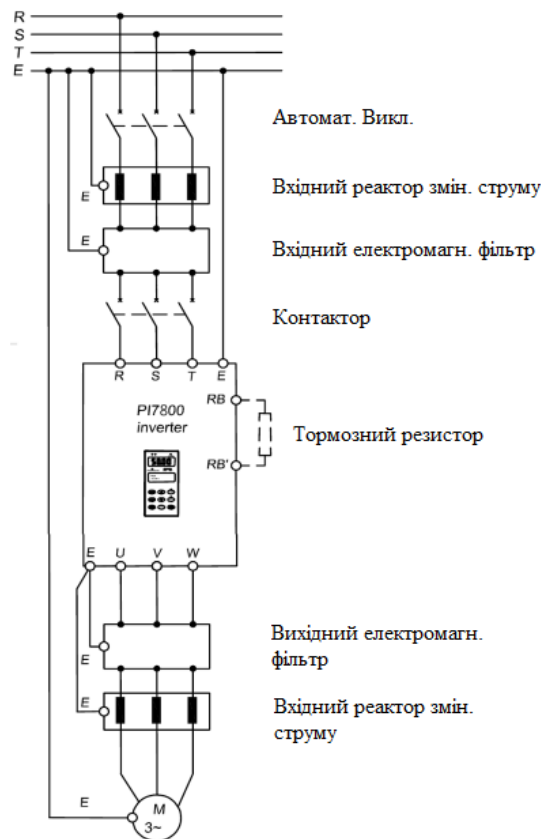 R
S
T
E
Автомат. Викл.
E
Вхідний реактор змін. струму
E
Вхідний електромагн. фільтр
Контактор
R S T E
RB
PI7800
inverter
Тормозний резистор
RB'
E U V W
Вихідний електромагн.
фільтр
E
E
Вхідний реактор змін.
струму
E
M
3~